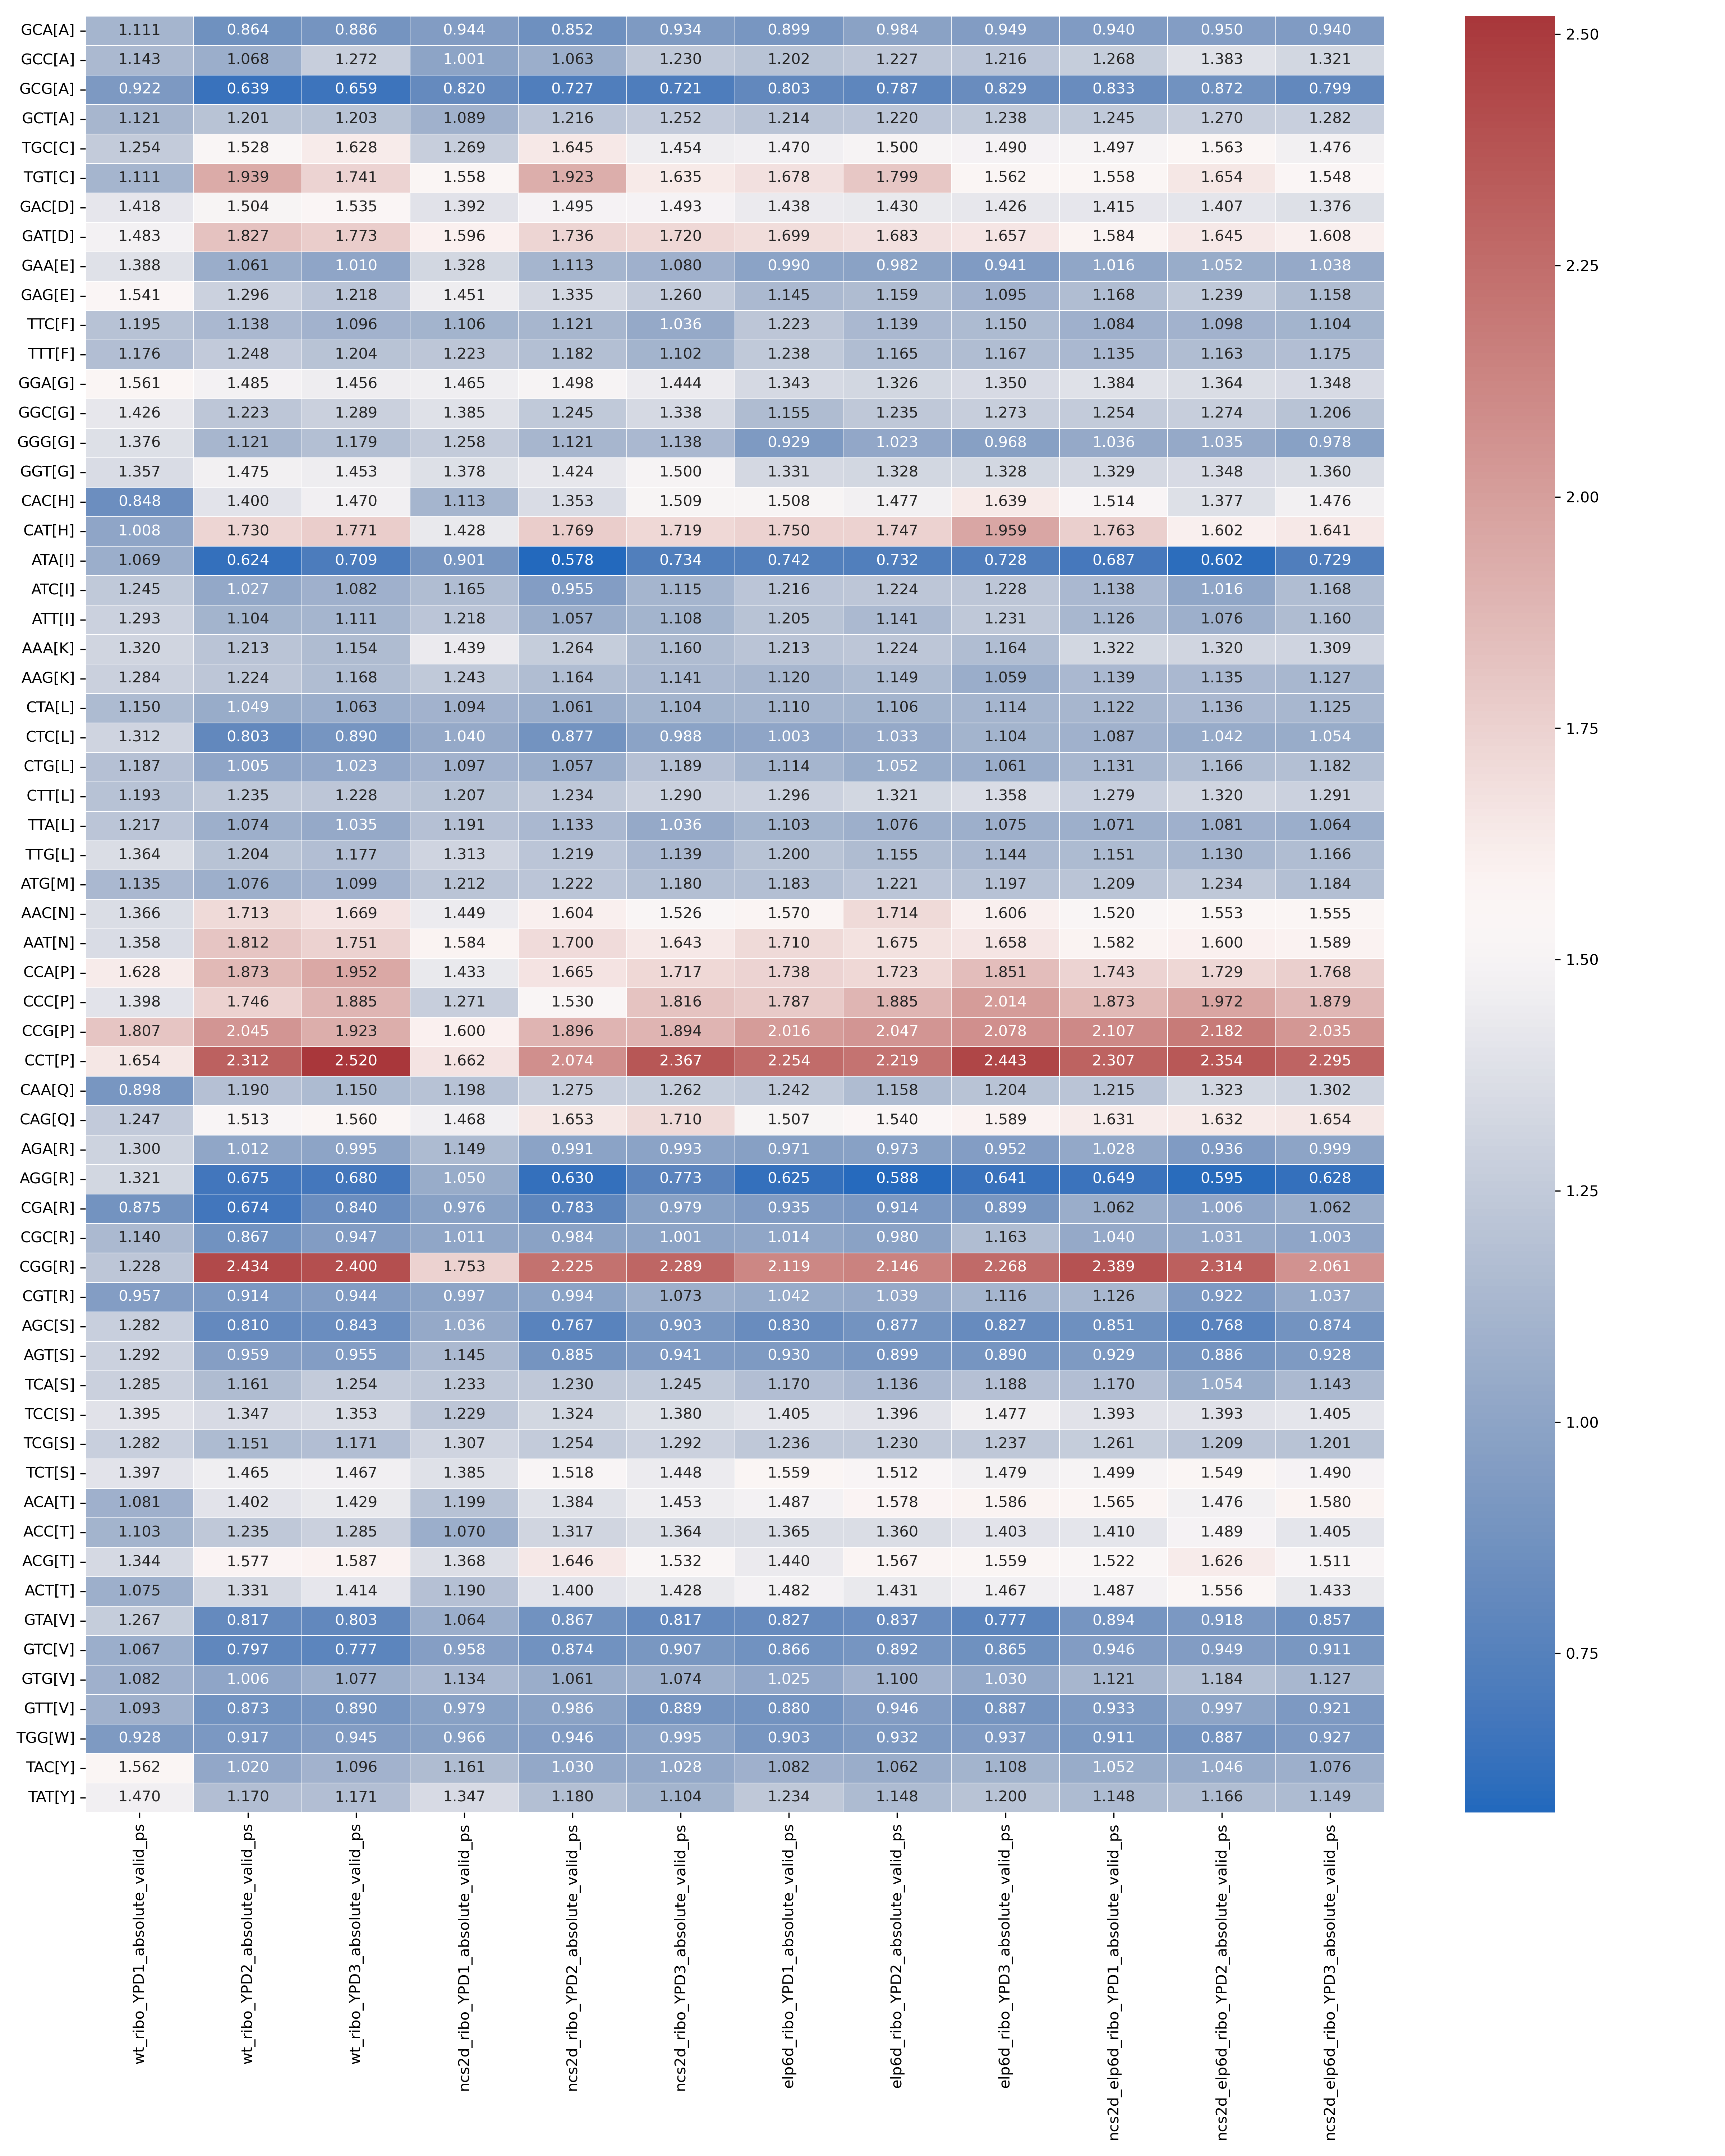 GCA[A] 1.111 0.864 0.886 0.944 0.852 0.934 0.899 0.984 0.949 0.940 0.950 0.940
GCC[A] 1.143 1.068 1.272 1.001 1.063 1.230 1.202 1.227 1.216 1.268 1.383 1.321
GCG[A] 0.922 0.639 0.659 0.820 0.727 0.721 0.803 0.787 0.829 0.833 0.872 0.799
GCT[A] 1.121 1.201 1.203 1.089 1.216 1.252 1.214 1.220 1.238 1.245 1.270 1.282
TGC[C] 1.254 1.528 1.628 1.269 1.645 1.454 1.470 1.500 1.490 1.497 1.563 1.476
TGT[C] 1.111 1.939 1.741 1.558 1.923 1.635 1.678 1.799 1.562 1.558 1.654 1.548
GAC[D] 1.418 1.504 1.535 1.392 1.495 1.493 1.438 1.430 1.426 1.415 1.407 1.376
GAT[D] 1.483 1.827 1.773 1.596 1.736 1.720 1.699 1.683 1.657 1.584 1.645 1.608
GAA[E] 1.388 1.061 1.010 1.328 1.113 1.080 0.990 0.982 0.941 1.016 1.052 1.038
GAG[E] 1.541 1.296 1.218 1.451 1.335 1.260 1.145 1.159 1.095 1.168 1.239 1.158
TTC[F] 1.195 1.138 1.096 1.106 1.121 1.036 1.223 1.139 1.150 1.084 1.098 1.104
TTT[F] 1.176 1.248 1.204 1.223 1.182 1.102 1.238 1.165 1.167 1.135 1.163 1.175
GGA[G] 1.561 1.485 1.456 1.465 1.498 1.444 1.343 1.326 1.350 1.384 1.364 1.348
GGC[G] 1.426 1.223 1.289 1.385 1.245 1.338 1.155 1.235 1.273 1.254 1.274 1.206
GGG[G] 1.376 1.121 1.179 1.258 1.121 1.138 0.929 1.023 0.968 1.036 1.035 0.978
GGT[G] 1.357 1.475 1.453 1.378 1.424 1.500 1.331 1.328 1.328 1.329 1.348 1.360
CAC[H] 0.848 1.400 1.470 1.113 1.353 1.509 1.508 1.477 1.639 1.514 1.377 1.476
CAT[H] 1.008 1.730 1.771 1.428 1.769 1.719 1.750 1.747 1.959 1.763 1.602 1.641
ATA[I] 1.069 0.624 0.709 0.901 0.578 0.734 0.742 0.732 0.728 0.687 0.602 0.729
ATC[I] 1.245 1.027 1.082 1.165 0.955 1.115 1.216 1.224 1.228 1.138 1.016 1.168
ATT[I] 1.293 1.104 1.111 1.218 1.057 1.108 1.205 1.141 1.231 1.126 1.076 1.160
AAA[K] 1.320 1.213 1.154 1.439 1.264 1.160 1.213 1.224 1.164 1.322 1.320 1.309
AAG[K] 1.284 1.224 1.168 1.243 1.164 1.141 1.120 1.149 1.059 1.139 1.135 1.127
CTA[L] 1.150 1.049 1.063 1.094 1.061 1.104 1.110 1.106 1.114 1.122 1.136 1.125
CTC[L] 1.312 0.803 0.890 1.040 0.877 0.988 1.003 1.033 1.104 1.087 1.042 1.054
CTG[L] 1.187 1.005 1.023 1.097 1.057 1.189 1.114 1.052 1.061 1.131 1.166 1.182
CTT[L] 1.193 1.235 1.228 1.207 1.234 1.290 1.296 1.321 1.358 1.279 1.320 1.291
TTA[L] 1.217 1.074 1.035 1.191 1.133 1.036 1.103 1.076 1.075 1.071 1.081 1.064
TTG[L] 1.364 1.204 1.177 1.313 1.219 1.139 1.200 1.155 1.144 1.151 1.130 1.166
ATG[M] 1.135 1.076 1.099 1.212 1.222 1.180 1.183 1.221 1.197 1.209 1.234 1.184
AAC[N] 1.366 1.713 1.669 1.449 1.604 1.526 1.570 1.714 1.606 1.520 1.553 1.555
AAT[N] 1.358 1.812 1.751 1.584 1.700 1.643 1.710 1.675 1.658 1.582 1.600 1.589
CCA[P] 1.628 1.873 1.952 1.433 1.665 1.717 1.738 1.723 1.851 1.743 1.729 1.768
CCC[P] 1.398 1.746 1.885 1.271 1.530 1.816 1.787 1.885 2.014 1.873 1.972 1.879
CCG[P] 1.807 2.045 1.923 1.600 1.896 1.894 2.016 2.047 2.078 2.107 2.182 2.035
CCT[P] 1.654 2.312 2.520 1.662 2.074 2.367 2.254 2.219 2.443 2.307 2.354 2.295
CAA[Q] 0.898 1.190 1.150 1.198 1.275 1.262 1.242 1.158 1.204 1.215 1.323 1.302
CAG[Q] 1.247 1.513 1.560 1.468 1.653 1.710 1.507 1.540 1.589 1.631 1.632 1.654
AGA[R] 1.300 1.012 0.995 1.149 0.991 0.993 0.971 0.973 0.952 1.028 0.936 0.999
AGG[R] 1.321 0.675 0.680 1.050 0.630 0.773 0.625 0.588 0.641 0.649 0.595 0.628
CGA[R] 0.875 0.674 0.840 0.976 0.783 0.979 0.935 0.914 0.899 1.062 1.006 1.062
CGC[R] 1.140 0.867 0.947 1.011 0.984 1.001 1.014 0.980 1.163 1.040 1.031 1.003
CGG[R] 1.228 2.434 2.400 1.753 2.225 2.289 2.119 2.146 2.268 2.389 2.314 2.061
CGT[R] 0.957 0.914 0.944 0.997 0.994 1.073 1.042 1.039 1.116 1.126 0.922 1.037
AGC[S] 1.282 0.810 0.843 1.036 0.767 0.903 0.830 0.877 0.827 0.851 0.768 0.874
AGT[S] 1.292 0.959 0.955 1.145 0.885 0.941 0.930 0.899 0.890 0.929 0.886 0.928
TCA[S] 1.285 1.161 1.254 1.233 1.230 1.245 1.170 1.136 1.188 1.170 1.054 1.143
TCC[S] 1.395 1.347 1.353 1.229 1.324 1.380 1.405 1.396 1.477 1.393 1.393 1.405
TCG[S] 1.282 1.151 1.171 1.307 1.254 1.292 1.236 1.230 1.237 1.261 1.209 1.201
TCT[S] 1.397 1.465 1.467 1.385 1.518 1.448 1.559 1.512 1.479 1.499 1.549 1.490
ACA[T] 1.081 1.402 1.429 1.199 1.384 1.453 1.487 1.578 1.586 1.565 1.476 1.580
ACC[T] 1.103 1.235 1.285 1.070 1.317 1.364 1.365 1.360 1.403 1.410 1.489 1.405
ACG[T] 1.344 1.577 1.587 1.368 1.646 1.532 1.440 1.567 1.559 1.522 1.626 1.511
ACT[T] 1.075 1.331 1.414 1.190 1.400 1.428 1.482 1.431 1.467 1.487 1.556 1.433
GTA[V] 1.267 0.817 0.803 1.064 0.867 0.817 0.827 0.837 0.777 0.894 0.918 0.857
GTC[V] 1.067 0.797 0.777 0.958 0.874 0.907 0.866 0.892 0.865 0.946 0.949 0.911
GTG[V] 1.082 1.006 1.077 1.134 1.061 1.074 1.025 1.100 1.030 1.121 1.184 1.127
GTT[V] 1.093 0.873 0.890 0.979 0.986 0.889 0.880 0.946 0.887 0.933 0.997 0.921
TGG[W] 0.928 0.917 0.945 0.966 0.946 0.995 0.903 0.932 0.937 0.911 0.887 0.927
TAC[Y] 1.562 1.020 1.096 1.161 1.030 1.028 1.082 1.062 1.108 1.052 1.046 1.076
TAT[Y] 1.470 1.170 1.171 1.347 1.180 1.104 1.234 1.148 1.200 1.148 1.166 1.149
wt_ribo_YPD1_absolute_valid_ps
wt_ribo_YPD2_absolute_valid_ps
wt_ribo_YPD3_absolute_valid_ps
ncs2d_ribo_YPD1_absolute_valid_ps
ncs2d_ribo_YPD2_absolute_valid_ps
ncs2d_ribo_YPD3_absolute_valid_ps
elp6d_ribo_YPD1_absolute_valid_ps
elp6d_ribo_YPD2_absolute_valid_ps
elp6d_ribo_YPD3_absolute_valid_ps
ncs2d_elp6d_ribo_YPD1_absolute_valid_ps
ncs2d_elp6d_ribo_YPD2_absolute_valid_ps
ncs2d_elp6d_ribo_YPD3_absolute_valid_ps
2.50
2.25
2.00
1.75
1.50
1.25
1.00
0.75